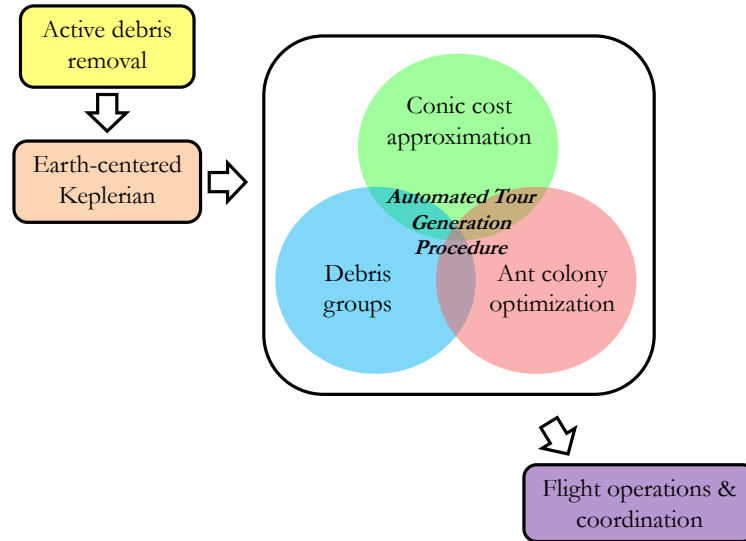 Active debris
removal
Earth-centered
Keplerian
Conic cost
approximation
Automated Tour
Generation
Procedure
Debris
groups
Ant colony
optimization
Flight operations &
coordination